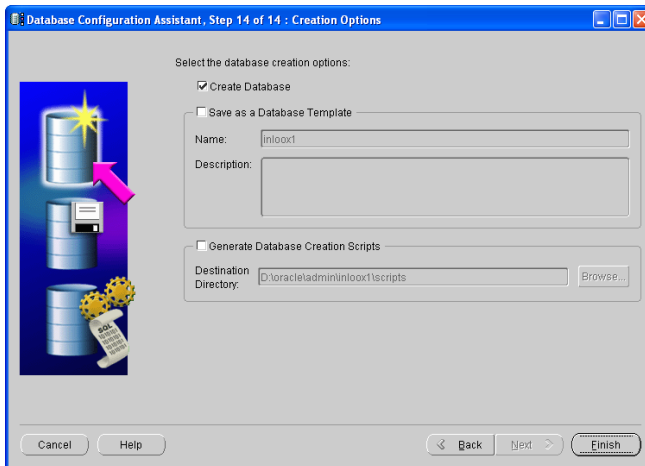 Database Configuration Assistant, Step 14 of 14 : Creation Options
Select the database creation options:
Create Database
Save as a Database Template
Name: inloox1
Description:
Generate Database Creation Scripts
Destination Directory: D:\oracle\admin\inloox1\scripts Browse...
SQL
Cancel Help Back Next Finish